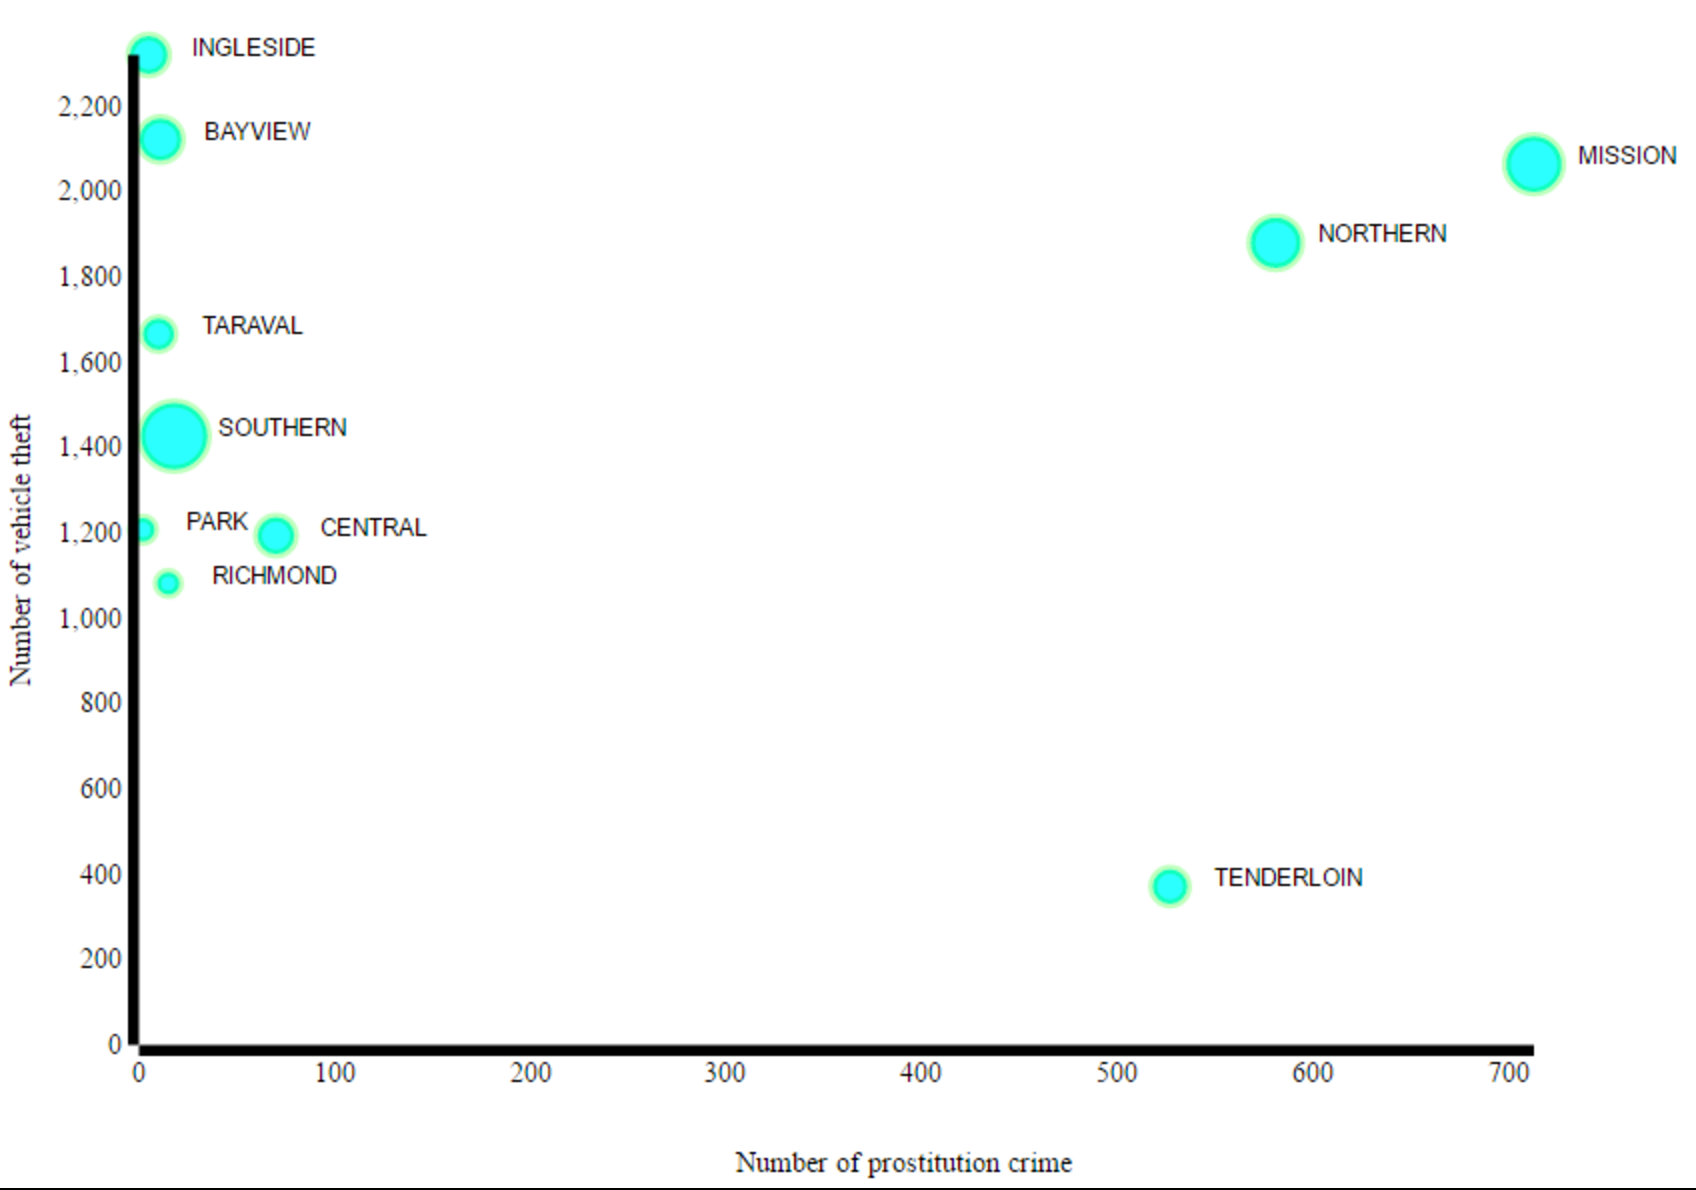 INGLESIDE
2,200
BAYVIEW
MISSION
2,000
NORTHERN
1,800
TARAVAL
1,600
SOUTHERN
1,400
PARK
CENTRAL
1,200
RICHMOND
1,000
Number of vehicle theft
800
600
400
TENDERLOIN
200
0
0 100 200 300 400 500 600 700
Number of prostitution crime